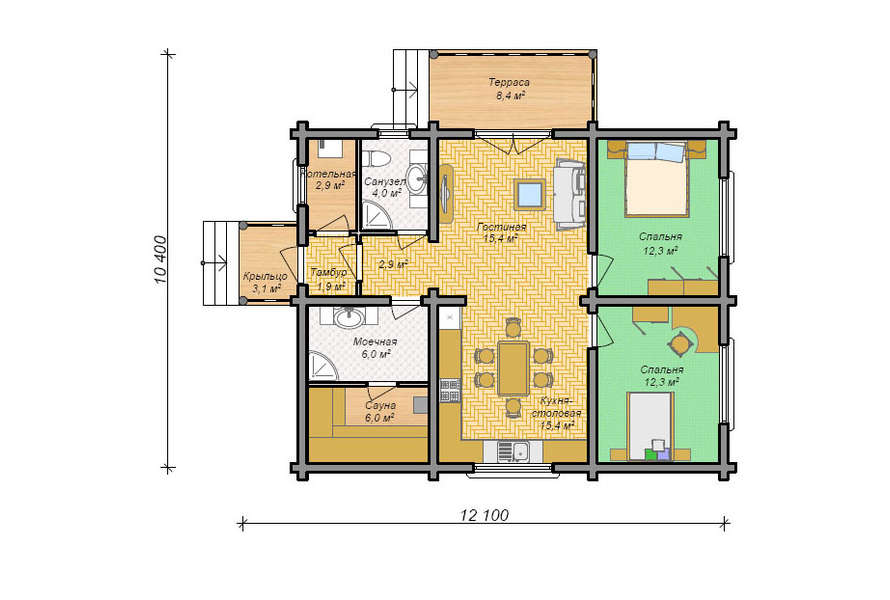 Терраса
8,4 м²
Котельная
2,9 м²
Санузел
4,0 м²
Гостиная
15,4 м²
Спальня
12,3 м²
10 400
Крыльцо
3,1 м²
Тамбур
1,9 м²
2,9 м²
Моечная
6,0 м²
Спальня
12,3 м²
Сауна
6,0 м²
Кухня-
столовая
15,4 м²
12 100